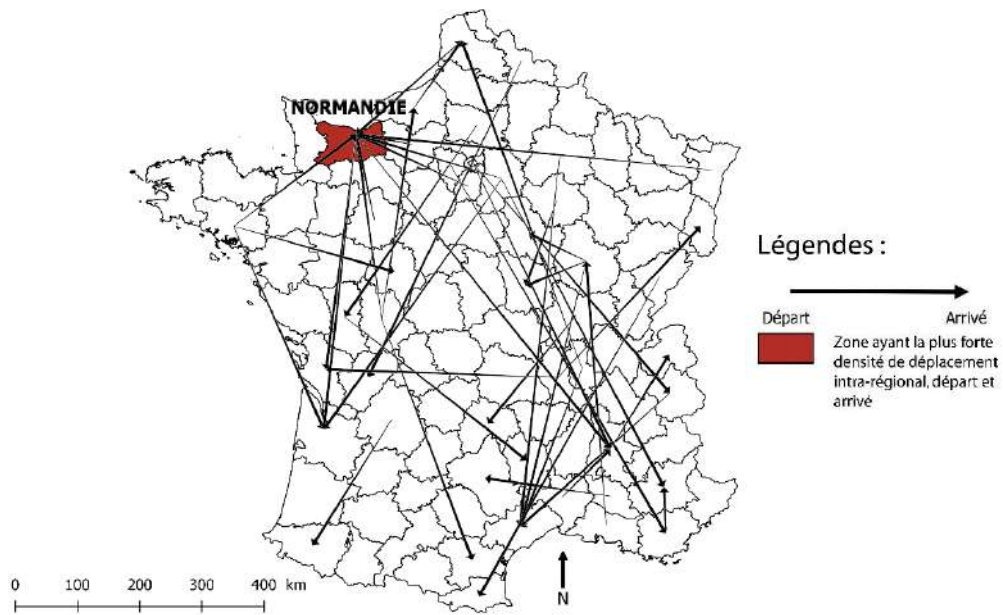 NORMANDIE
Légendes :
Départ
Arrivé
Zone ayant la plus forte
densité de déplacement
intra-régional, départ et
arrivé
N
0 100 200 300 400 km